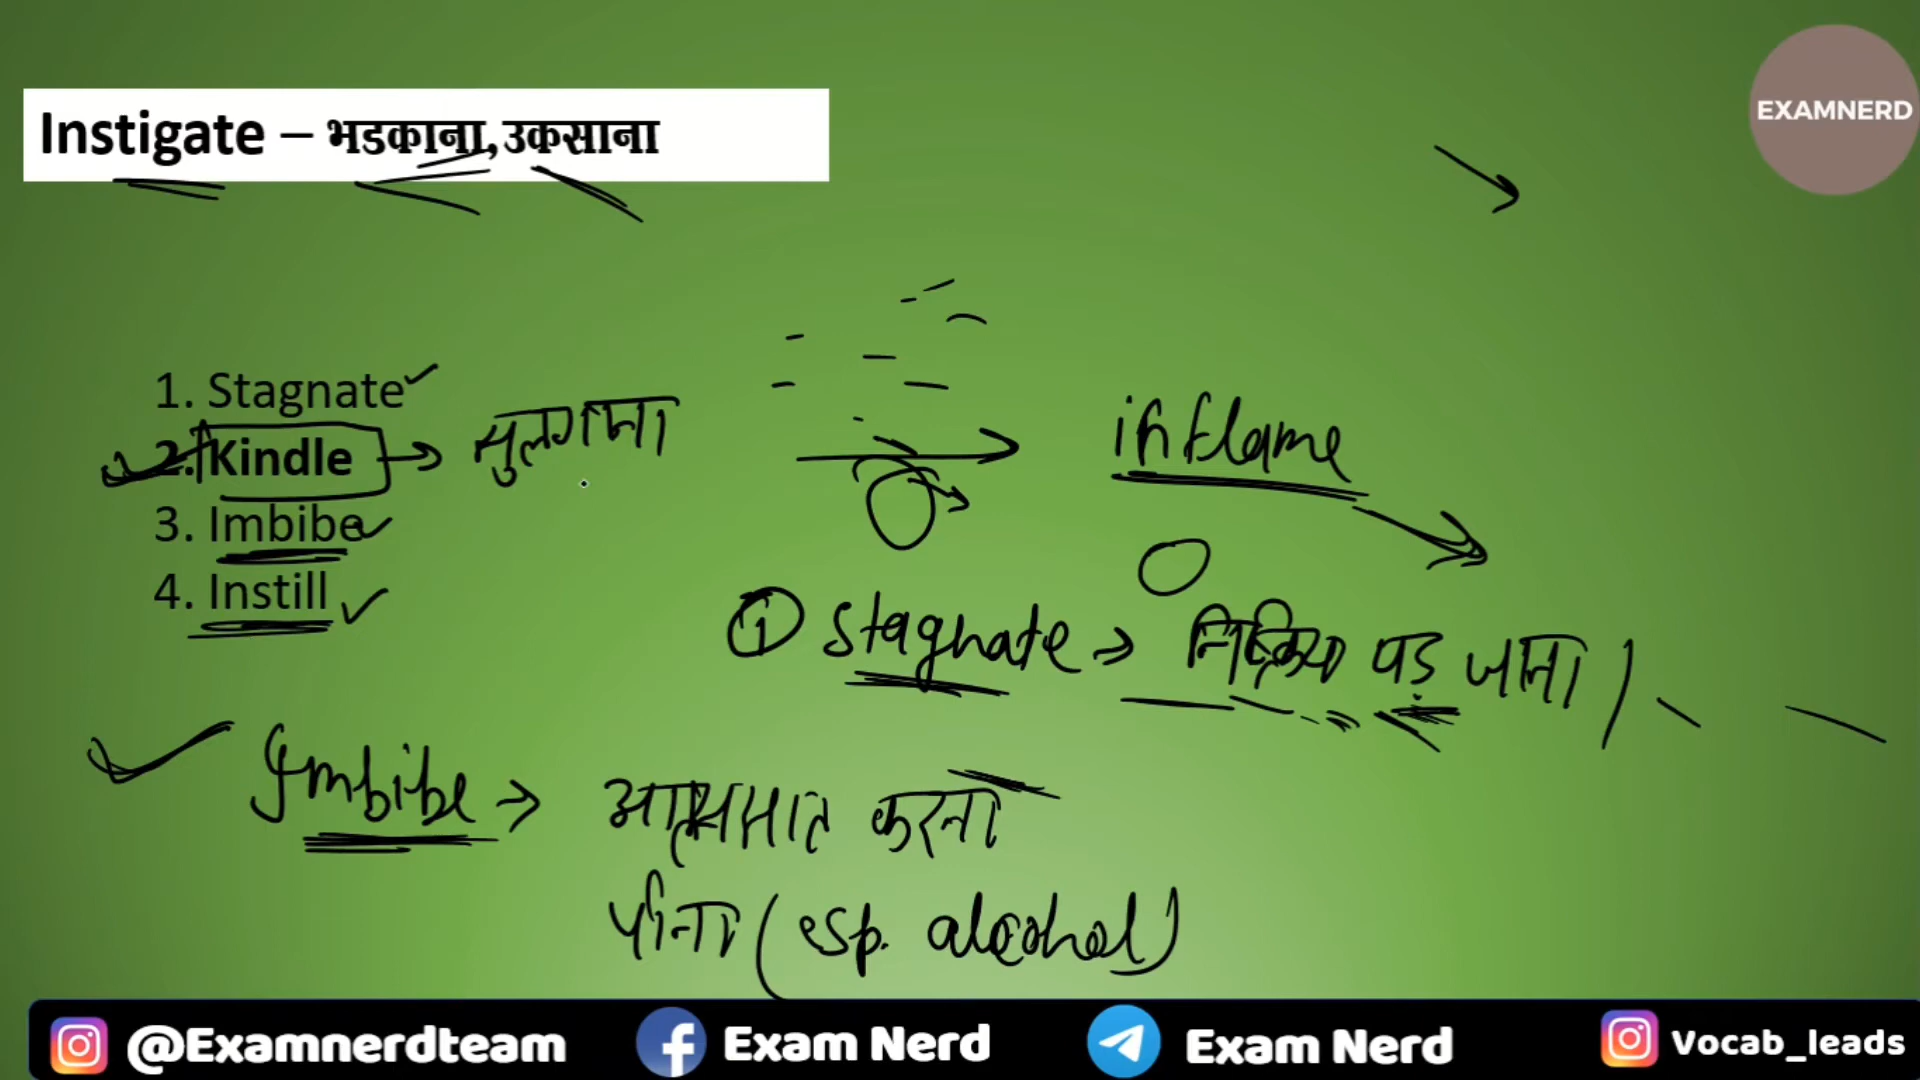 EXAMNERD
Instigate – भडकाना, उकसाना
1. Stagnate
2. Kindle → सुलगाना
inflame
3. Imbibe
4. Instill
① Stagnate → निष्क्रिय पड़ जाना।
Imbibe → आत्मसात करना
पीना (esp. alcohol)
@Examnerdteam
Exam Nerd
Exam Nerd
Vocab_leads